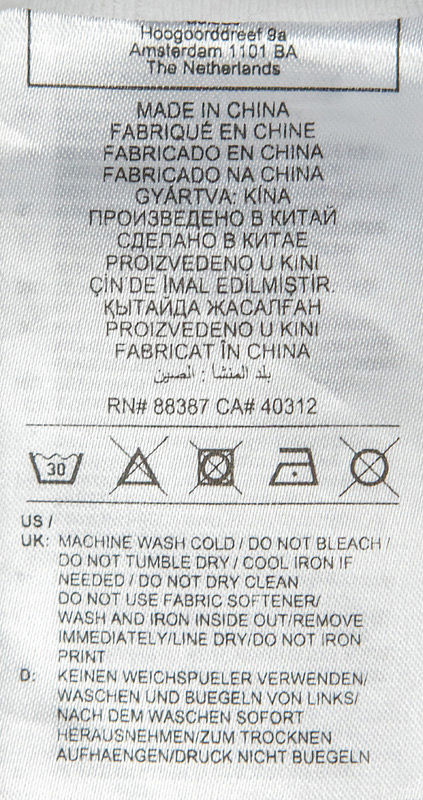 Hoogoorddreef 9a
Amsterdam 1101 BA
The Netherlands
MADE IN CHINA
FABRIQUÉ EN CHINE
FABRICADO EN CHINA
FABRICADO NA CHINA
GYÁRTVA: KÍNA
ПРОИЗВЕДЕНО В КИТАЙ
СДЕЛАНО В КИТАЕ
PROIZVEDENO U KINI
ÇİN'DE İMAL EDİLMİŞTİR.
ҚЫТАЙДА ЖАСАЛҒАН
PROIZVEDENO U KINI
FABRICAT ÎN CHINA
بلد المنشأ : الصين
RN# 88387 CA# 40312
30
US /
UK: MACHINE WASH COLD / DO NOT BLEACH /
DO NOT TUMBLE DRY / COOL IRON IF
NEEDED / DO NOT DRY CLEAN
DO NOT USE FABRIC SOFTENER/
WASH AND IRON INSIDE OUT/REMOVE
IMMEDIATELY/LINE DRY/DO NOT IRON
PRINT
D: KEINEN WEICHSPUELER VERWENDEN/
WASCHEN UND BUEGELN VON LINKS/
NACH DEM WASCHEN SOFORT
HERAUSNEHMEN/ZUM TROCKNEN
AUFHAENGEN/DRUCK NICHT BUEGELN